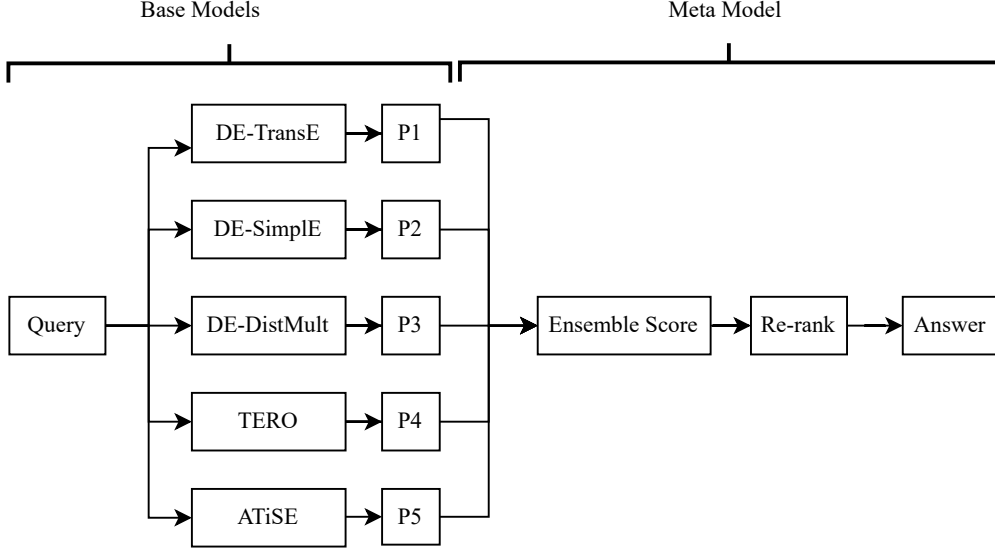 Base Models
Meta Model
DE-TransE
P1
DE-SimplE
P2
Query
DE-DistMult
P3
Ensemble Score
Re-rank
Answer
TERO
P4
ATiSE
P5